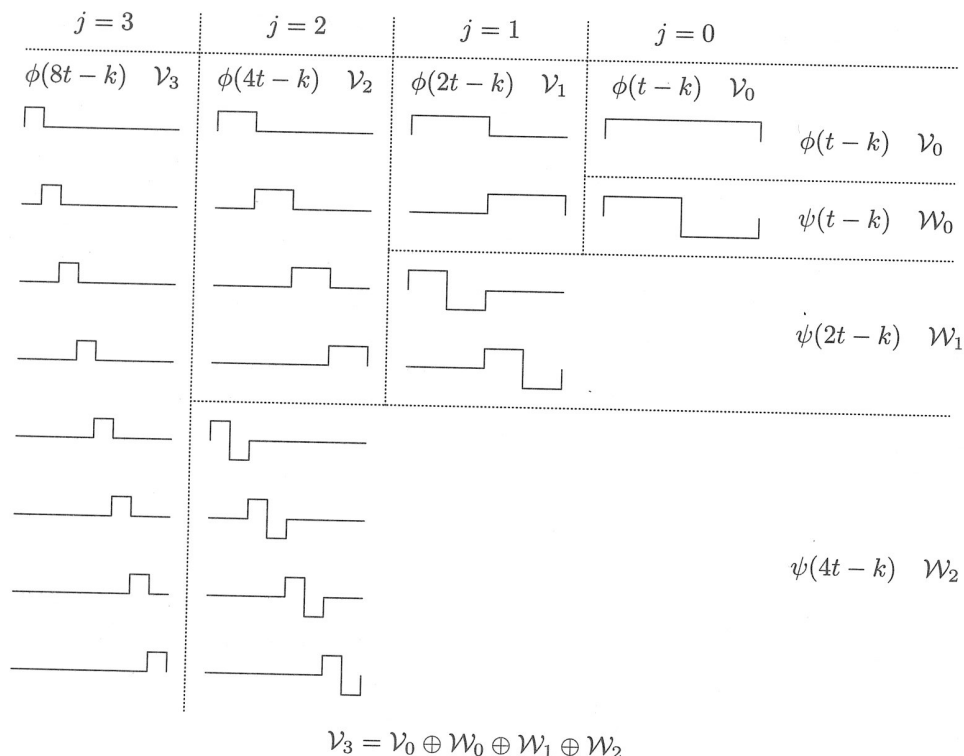 j = 3 j = 2 j = 1 j = 0
ϕ(8t − k) 𝒱₃ ϕ(4t − k) 𝒱₂ ϕ(2t − k) 𝒱₁ ϕ(t − k) 𝒱₀
ϕ(t − k) 𝒱₀
ψ(t − k) 𝒲₀
ψ(2t − k) 𝒲₁
ψ(4t − k) 𝒲₂
𝒱₃ = 𝒱₀ ⊕ 𝒲₀ ⊕ 𝒲₁ ⊕ 𝒲₂